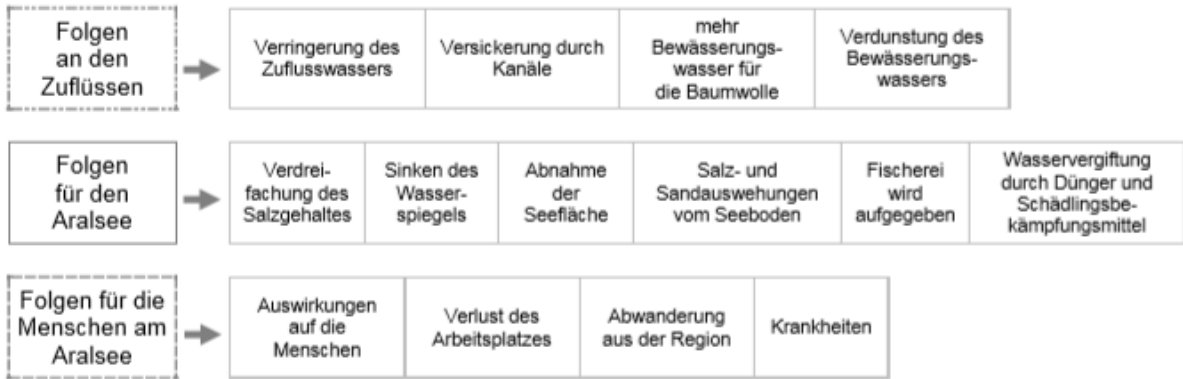 Folgen
an den
Zuflüssen
Verringerung des
Zuflusswassers
Versickerung durch
Kanäle
mehr
Bewässerungs-
wasser für
die Baumwolle
Verdunstung des
Bewässerungs-
wassers
Folgen
für den
Aralsee
Verdrei-
fachung des
Salzgehaltes
Sinken des
Wasser-
spiegels
Abnahme
der
Seefläche
Salz- und
Sandauswehungen
vom Seeboden
Fischerei
wird
aufgegeben
Wasservergiftung
durch Dünger und
Schädlingsbe-
kämpfungsmittel
Folgen für die
Menschen am
Aralsee
Auswirkungen
auf die
Menschen
Verlust des
Arbeitsplatzes
Abwanderung
aus der Region
Krankheiten